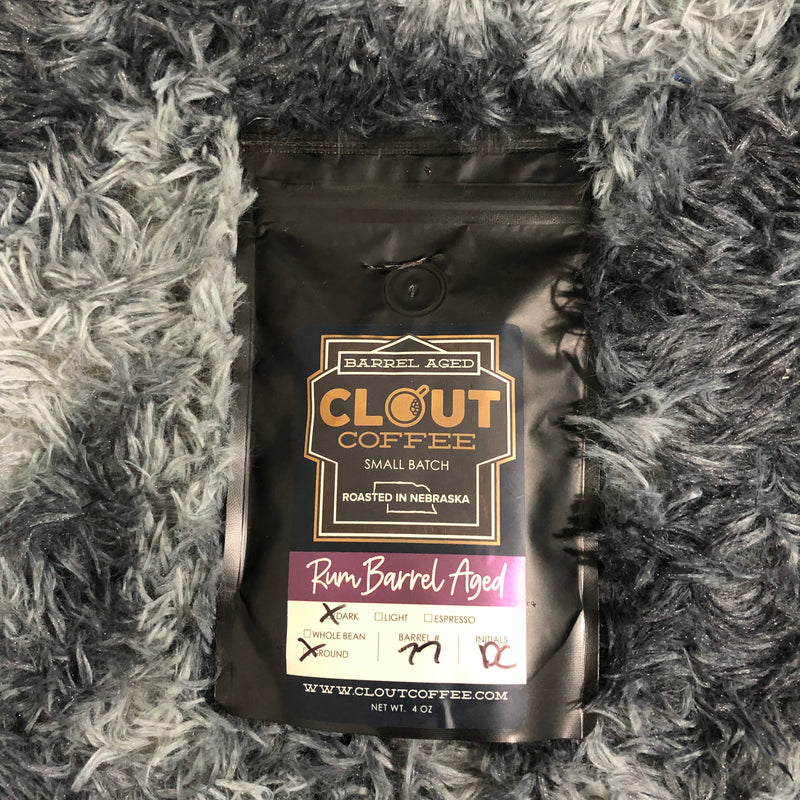 BARREL AGED
CLOUT
COFFEE
SMALL BATCH
ROASTED IN NEBRASKA
Rum Barrel Aged
X DARK ☐ LIGHT ☐ ESPRESSO
☐ WHOLE BEAN BARREL # INITIALS
X GROUND 77 DC
WWW.CLOUTCOFFEE.COM
NET WT. 4 OZ